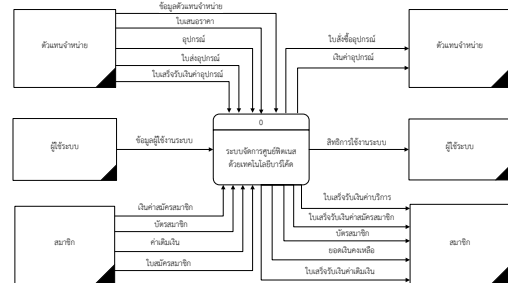 ข้อมูลตัวแทนจำหน่าย
ใบเสนอราคา
อุปกรณ์
ใบส่งอุปกรณ์
ใบเสร็จรับเงินค่าอุปกรณ์
ตัวแทนจำหน่าย
ใบสั่งซื้ออุปกรณ์
เงินค่าอุปกรณ์
ตัวแทนจำหน่าย
ผู้ใช้ระบบ
ข้อมูลผู้ใช้งานระบบ
0
ระบบจัดการศูนย์ฟิตเนส
ด้วยเทคโนโลยีบาร์โค้ด
สิทธิการใช้งานระบบ
ผู้ใช้ระบบ
สมาชิก
เงินค่าสมัครสมาชิก
บัตรสมาชิก
ค่าเติมเงิน
ใบสมัครสมาชิก
ใบเสร็จรับเงินค่าบริการ
ใบเสร็จรับเงินค่าสมัครสมาชิก
บัตรสมาชิก
ยอดเงินคงเหลือ
ใบเสร็จรับเงินค่าเติมเงิน
สมาชิก